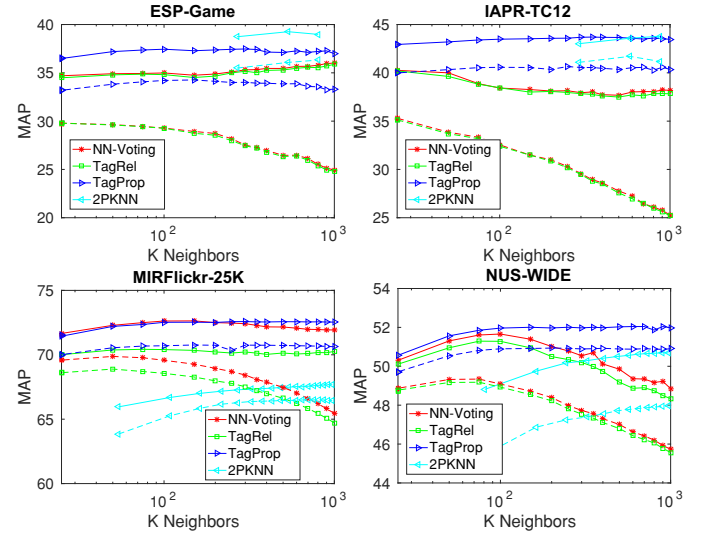 ESP-Game
45
40
35
30
25
20
MAP
10^2
10^3
K Neighbors
NN-Voting
TagRel
TagProp
2PKNN
IAPR-TC12
45
40
35
30
25
MAP
10^2
10^3
K Neighbors
NN-Voting
TagRel
TagProp
2PKNN
MIRFlickr-25K
75
70
65
60
MAP
10^2
10^3
K Neighbors
NN-Voting
TagRel
TagProp
2PKNN
NUS-WIDE
54
52
50
48
46
44
MAP
10^2
10^3
K Neighbors
NN-Voting
TagRel
TagProp
2PKNN